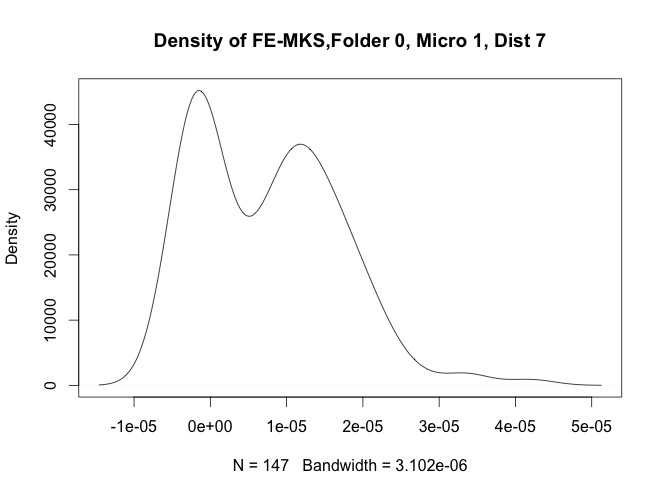 Density of FE-MKS,Folder 0, Micro 1, Dist 7
Density
40000
30000
20000
10000
0
-1e-05 0e+00 1e-05 2e-05 3e-05 4e-05 5e-05
N = 147 Bandwidth = 3.102e-06